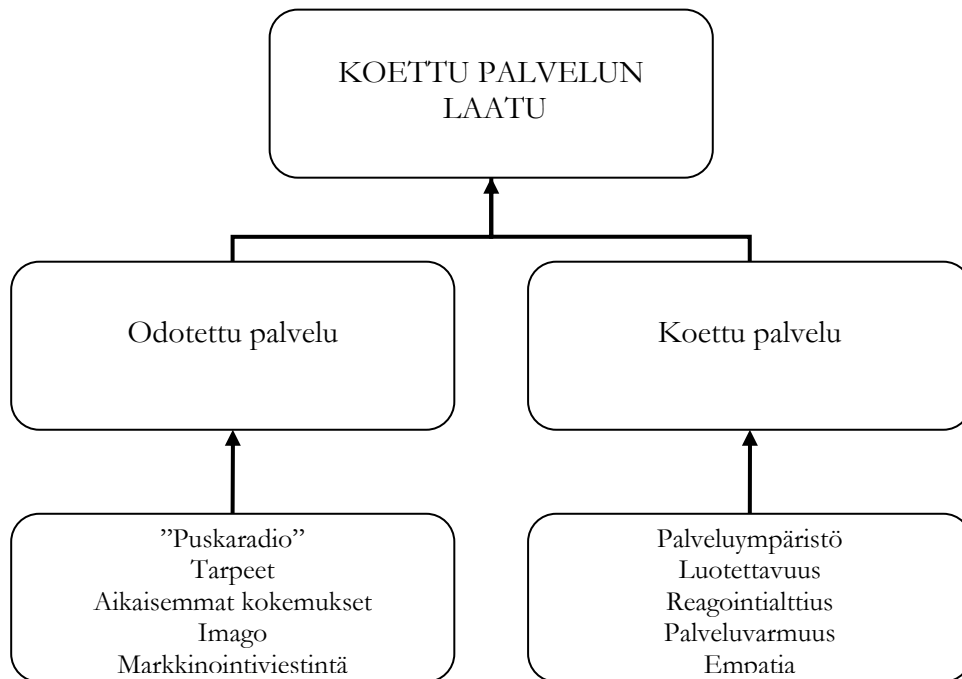 KOETTU PALVELUN
LAATU
Odotettu palvelu
Koettu palvelu
”Puskaradio”
Tarpeet
Aikaisemmat kokemukset
Imago
Markkinointiviestintä
Palveluympäristö
Luotettavuus
Reagointialttius
Palveluvarmuus
Empatia